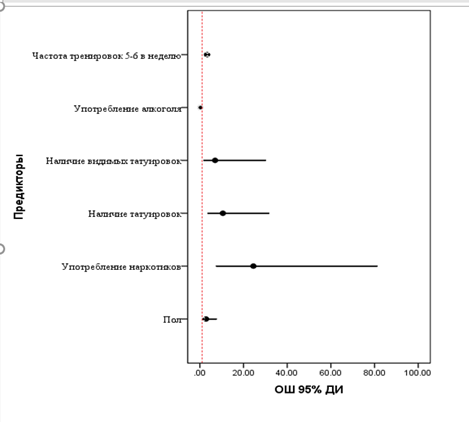 Предикторы
Частота тренировок 5-6 в неделю
Употребление алкоголя
Наличие видимых татуировок
Наличие татуировок
Употребление наркотиков
Пол
.00 20.00 40.00 60.00 80.00 100.00
ОШ 95% ДИ